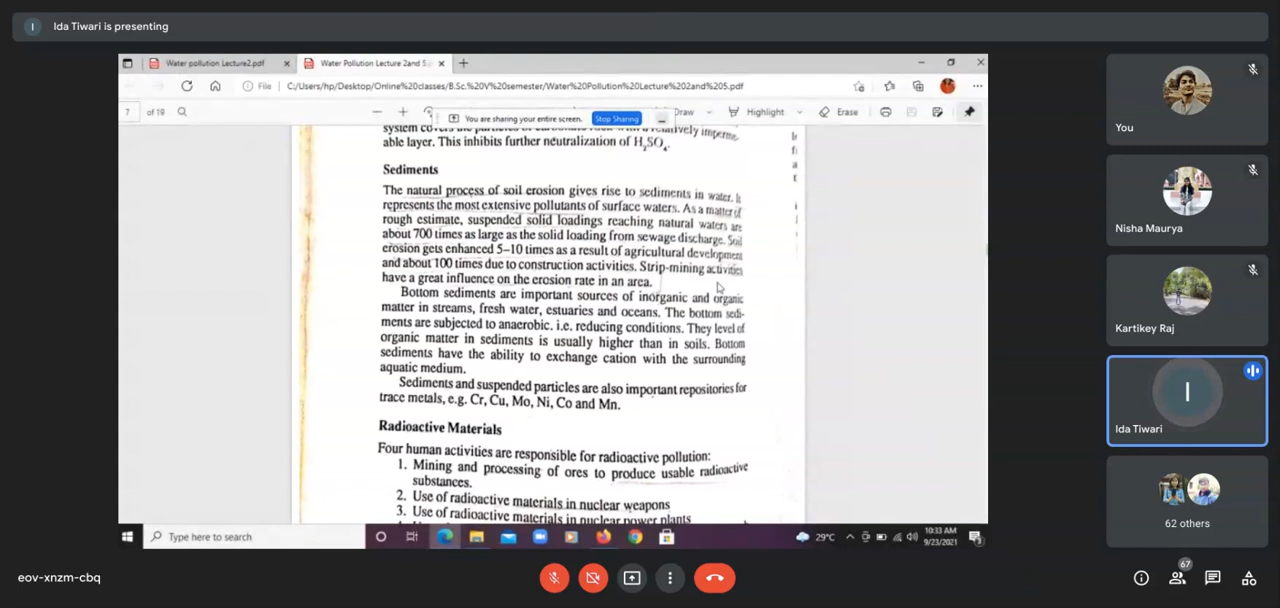 I
Ida Tiwari is presenting
Water pollution Lecture2.pdf
Water Pollution Lecture 2and 5.p
File
C:/Users/hp/Desktop/Online%20classes/B.Sc.%20V%20semester/Water%20Pollution%20Lecture%202and%205.pdf
7 of 19
You are sharing your entire screen.
Stop Sharing
Draw
Highlight
Erase
able layer. This inhibits further neutralization of H2SO4.
Sediments
The natural process of soil erosion gives rise to sediments in water. It
represents the most extensive pollutants of surface waters. As a matter of
rough estimate, suspended solid loadings reaching natural waters are
about 700 times as large as the solid loading from sewage discharge. Soil
erosion gets enhanced 5–10 times as a result of agricultural development
and about 100 times due to construction activities. Strip-mining activities
have a great influence on the erosion rate in an area.
Bottom sediments are important sources of inorganic and organic
matter in streams, fresh water, estuaries and oceans. The bottom sedi-
ments are subjected to anaerobic. i.e. reducing conditions. They level of
organic matter in sediments is usually higher than in soils. Bottom
sediments have the ability to exchange cation with the surrounding
aquatic medium.
Sediments and suspended particles are also important repositories for
trace metals, e.g. Cr, Cu, Mo, Ni, Co and Mn.
Radioactive Materials
Four human activities are responsible for radioactive pollution:
1. Mining and processing of ores to produce usable radioactive
substances.
2. Use of radioactive materials in nuclear weapons
3. Use of radioactive materials in nuclear power plants
Type here to search
29°C
10:33 AM
9/23/2021
You
Nisha Maurya
Kartikey Raj
I
Ida Tiwari
62 others
eov-xnzm-cbq
67